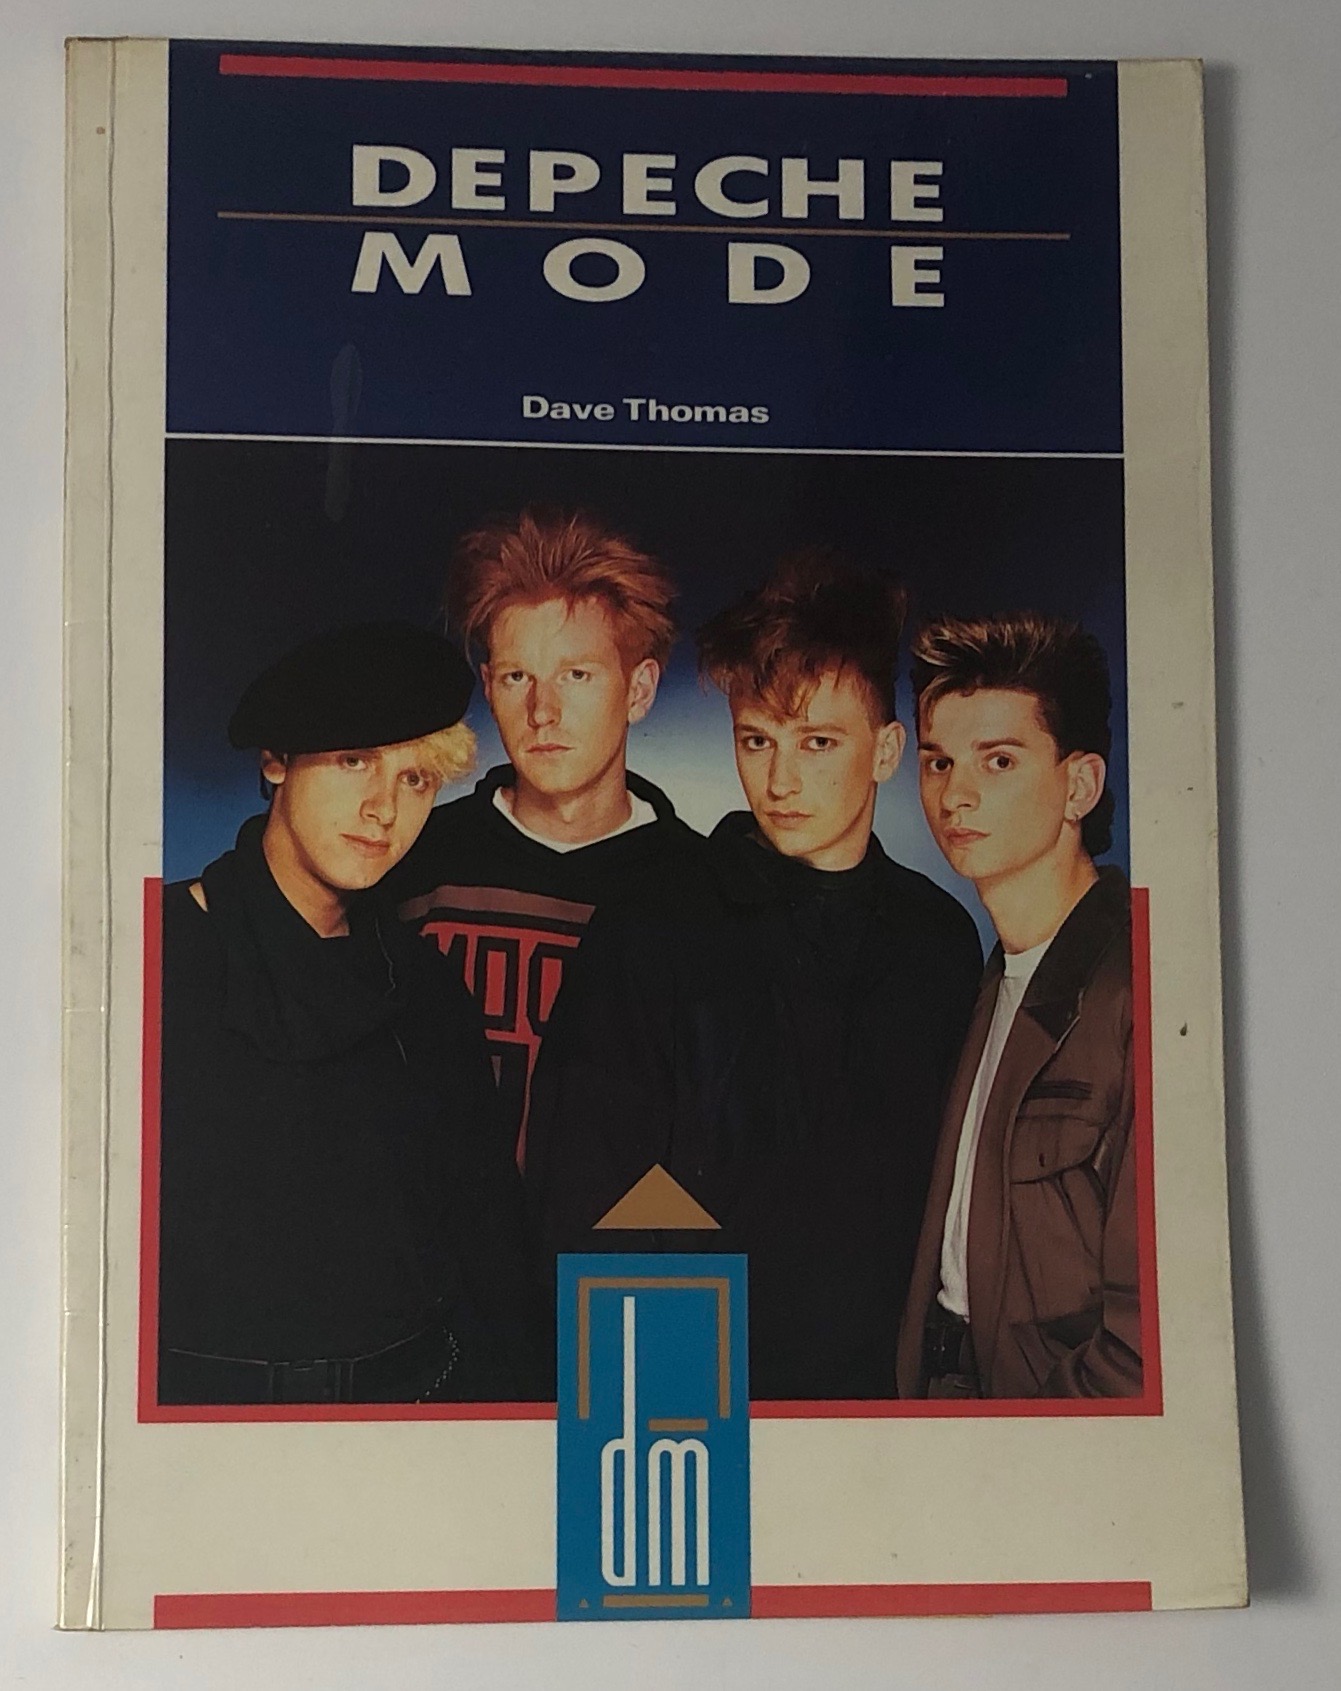 DEPECHE
MODE
Dave Thomas
dm